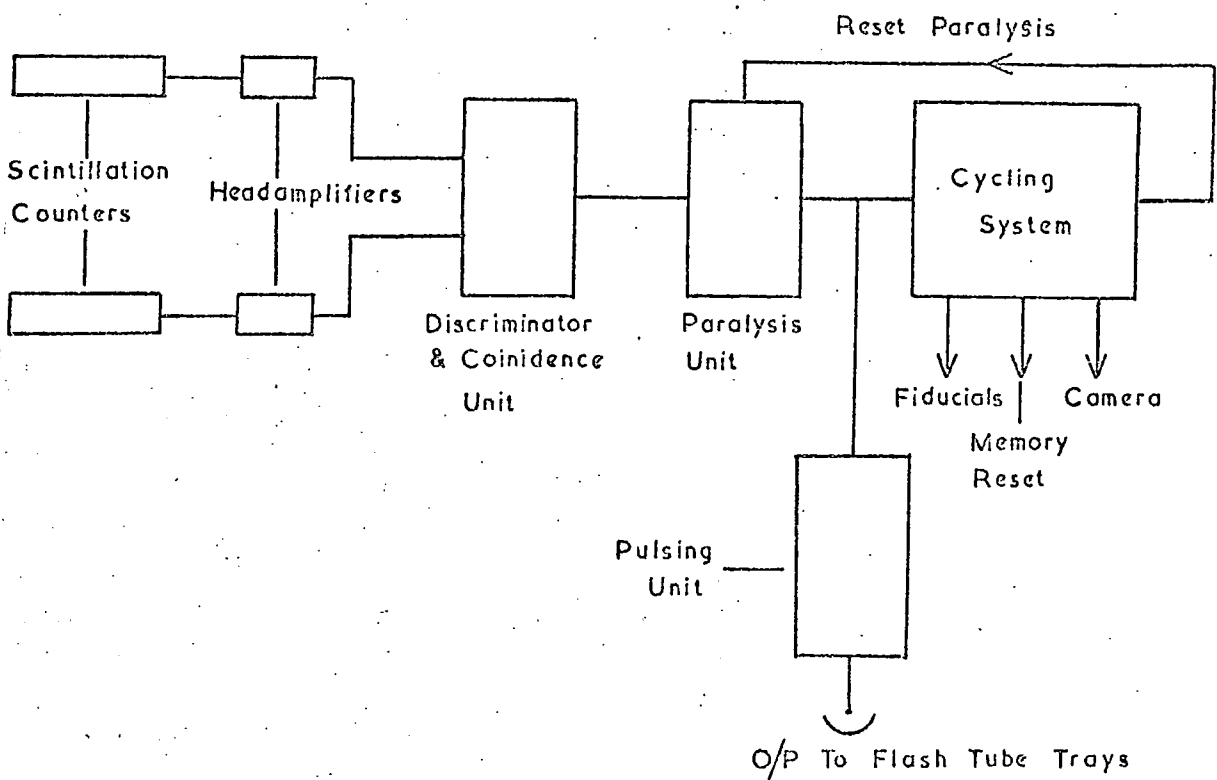 Reset Paralysis
Scintillation
Counters
Headamplifiers
Cycling
System
Discriminator
& Coinidence
Unit
Paralysis
Unit
Fiducials
Camera
Memory
Reset
Pulsing
Unit
O/P To Flash Tube Trays